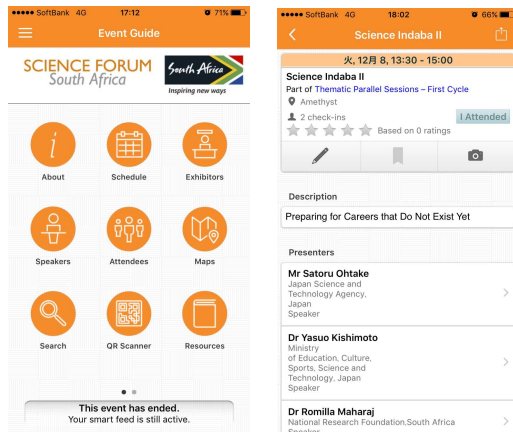 SoftBank 4G 17:12 71%
Event Guide
SCIENCE FORUM
South Africa
South Africa
Inspiring new ways
About Schedule Exhibitors
Speakers Attendees Maps
Search QR Scanner Resources
This event has ended.
Your smart feed is still active.
SoftBank 4G 18:02 66%
Science Indaba II
火, 12月 8, 13:30 - 15:00
Science Indaba II
Part of Thematic Parallel Sessions – First Cycle
Amethyst
2 check-ins
I Attended
Based on 0 ratings
Description
Preparing for Careers that Do Not Exist Yet
Presenters
Mr Satoru Ohtake
Japan Science and
Technology Agency,
Japan
Speaker
Dr Yasuo Kishimoto
Ministry
of Education, Culture,
Sports, Science and
Technology, Japan
Speaker
Dr Romilla Maharaj
National Research Foundation,South Africa
Speaker